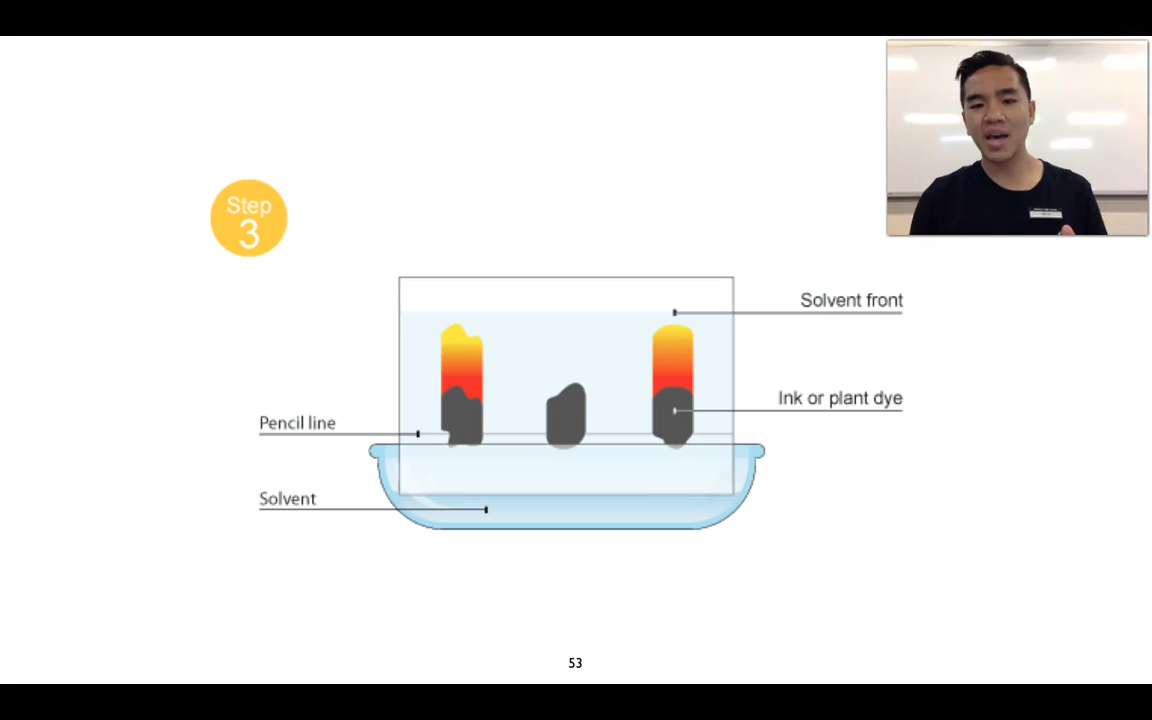 Step
3
Solvent front
Ink or plant dye
Pencil line
Solvent
53